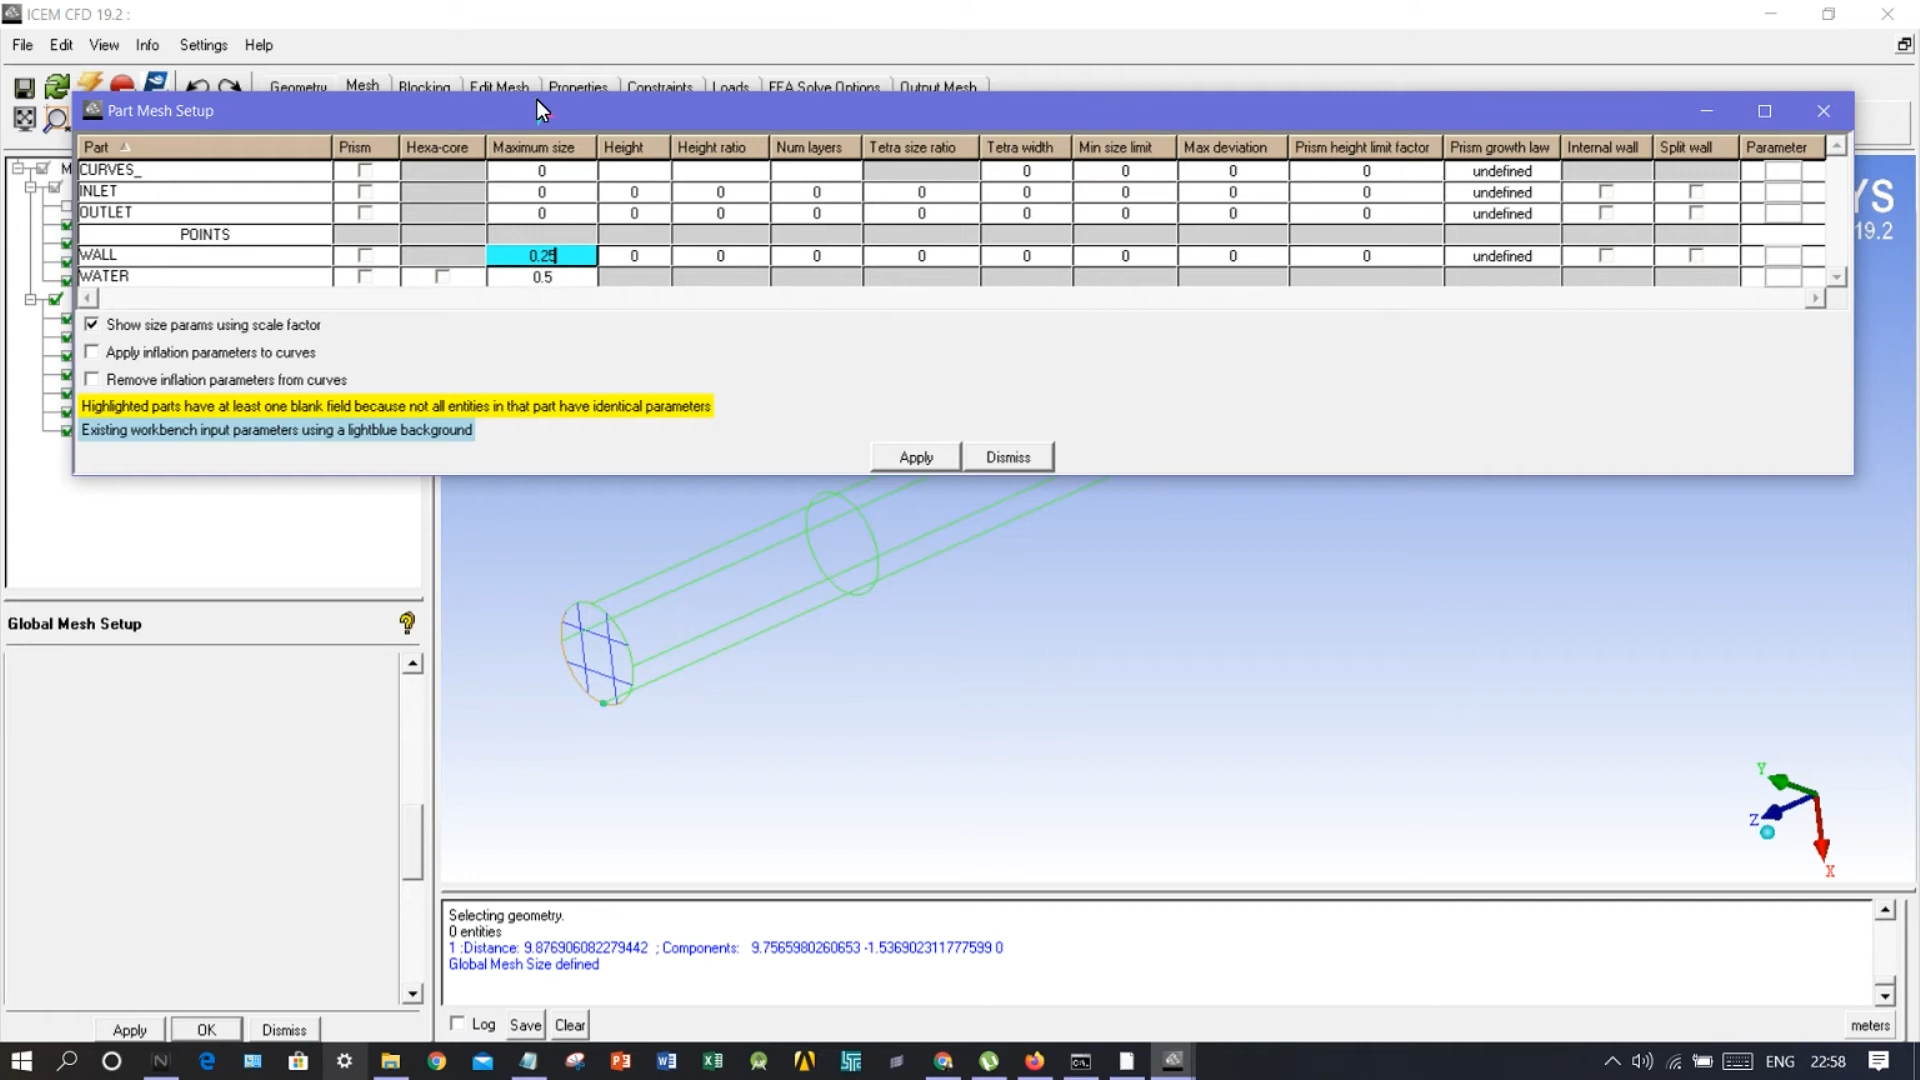 ICEM CFD 19.2 :
File Edit View Info Settings Help
Geometry Mesh Blocking Edit Mesh Properties Constraints Loads FEA Solve Options Output Mesh
Part Mesh Setup
Part Prism Hexa-core Maximum size Height Height ratio Num layers Tetra size ratio Tetra width Min size limit Max deviation Prism height limit factor Prism growth law Internal wall Split wall Parameter
CURVES_ 0 0 0 0 0 undefined
INLET 0 0 0 0 0 0 0 0 0 undefined
OUTLET 0 0 0 0 0 0 0 0 0 undefined
POINTS
WALL 0.25 0 0 0 0 0 0 0 0 undefined
WATER 0.5
YS
19.2
M
Show size params using scale factor
Apply inflation parameters to curves
Remove inflation parameters from curves
Highlighted parts have at least one blank field because not all entities in that part have identical parameters
Existing workbench input parameters using a lightblue background
Apply Dismiss
Global Mesh Setup
Y
Z
X
Selecting geometry.
0 entities
1 :Distance: 9.876906082279442 ; Components: 9.7565980260653 -1.536902311777599 0
Global Mesh Size defined
Apply OK Dismiss
Log Save Clear
meters
ENG 22:58